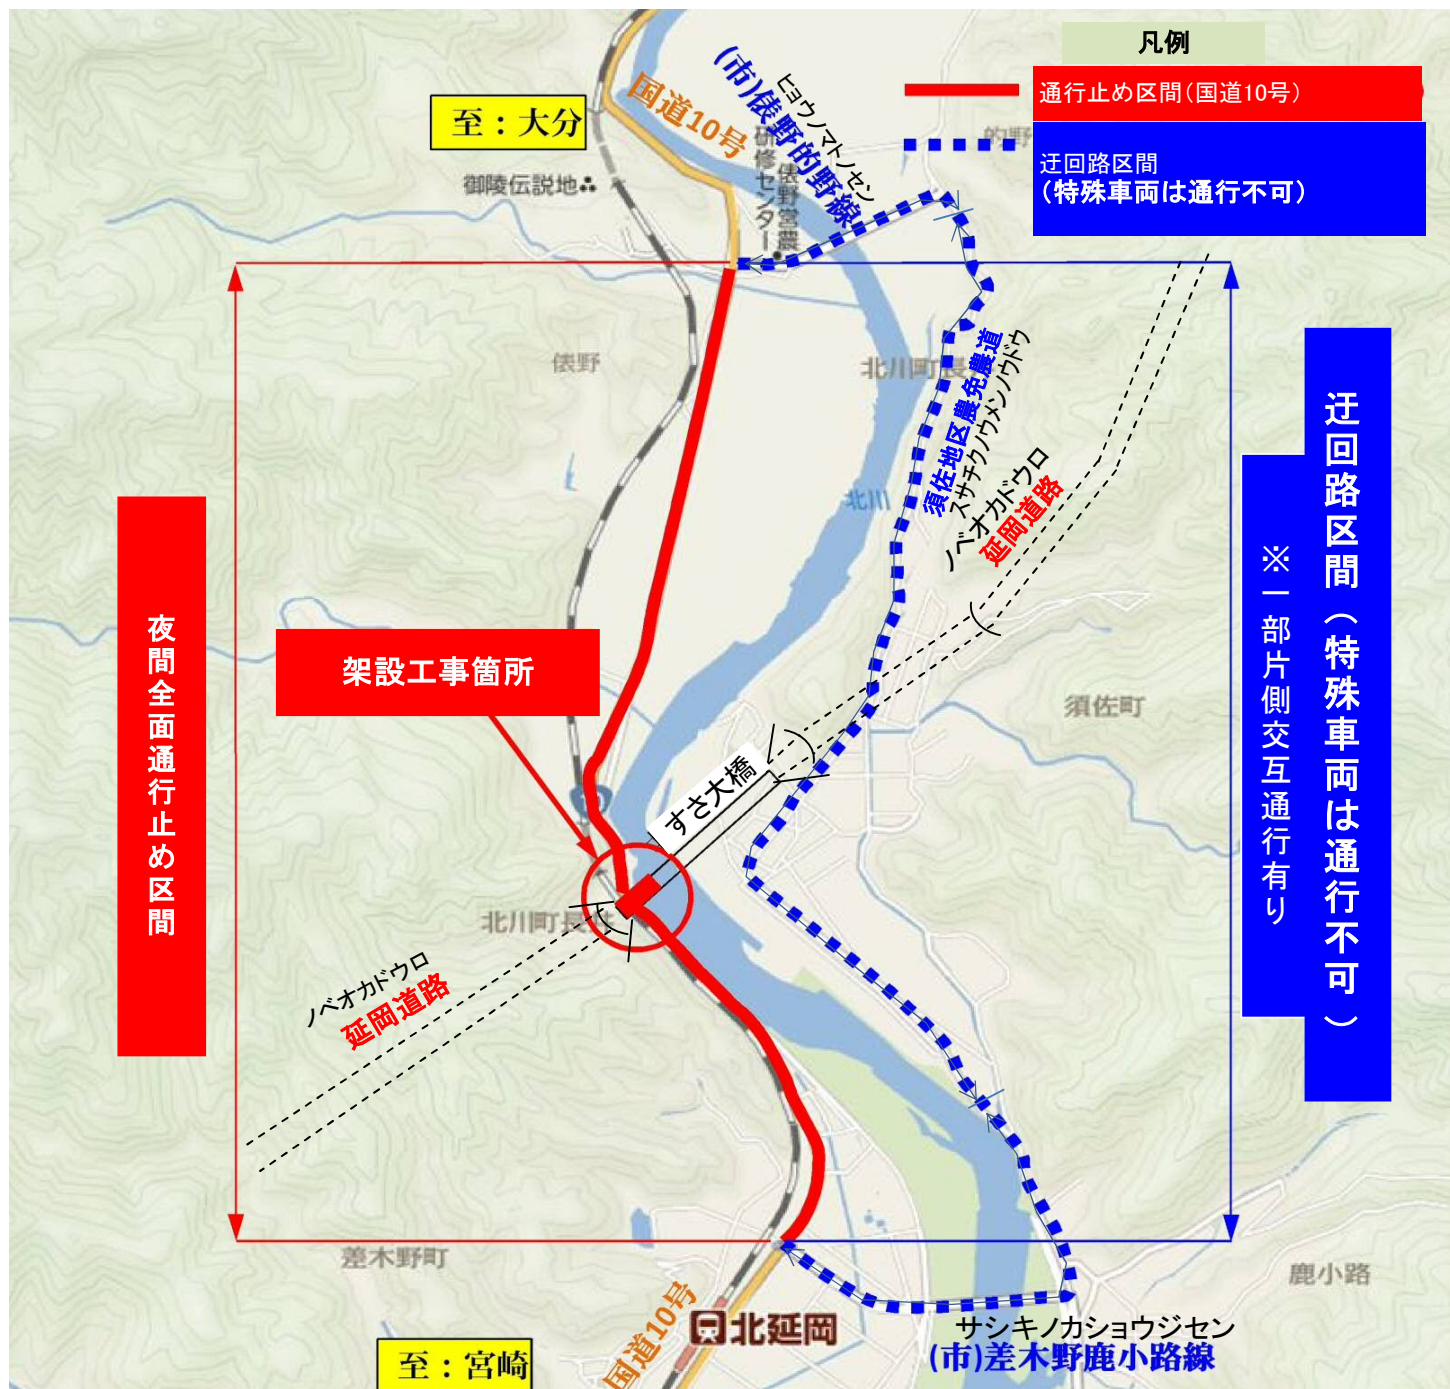 凡例
通行止め区間(国道10号)
迂回路区間
(特殊車両は通行不可)
至：大分
国道10号
ヒョウノマトノセン
(市)俵野的野線
研修センター
俵野営農
的野
御陵伝説地
俵野
北川町長
須佐地区農免農道
スサチクノウメンノウドウ
北川
ノベオカドウロ
延岡道路
迂回路区間(特殊車両は通行不可)
※一部片側交互通行有り
夜間全面通行止め区間
架設工事箇所
須佐町
すさ大橋
北川町長井
ノベオカドウロ
延岡道路
差木野町
鹿小路
国道10号
北延岡
サシキノカショウジセン
(市)差木野鹿小路線
至：宮崎